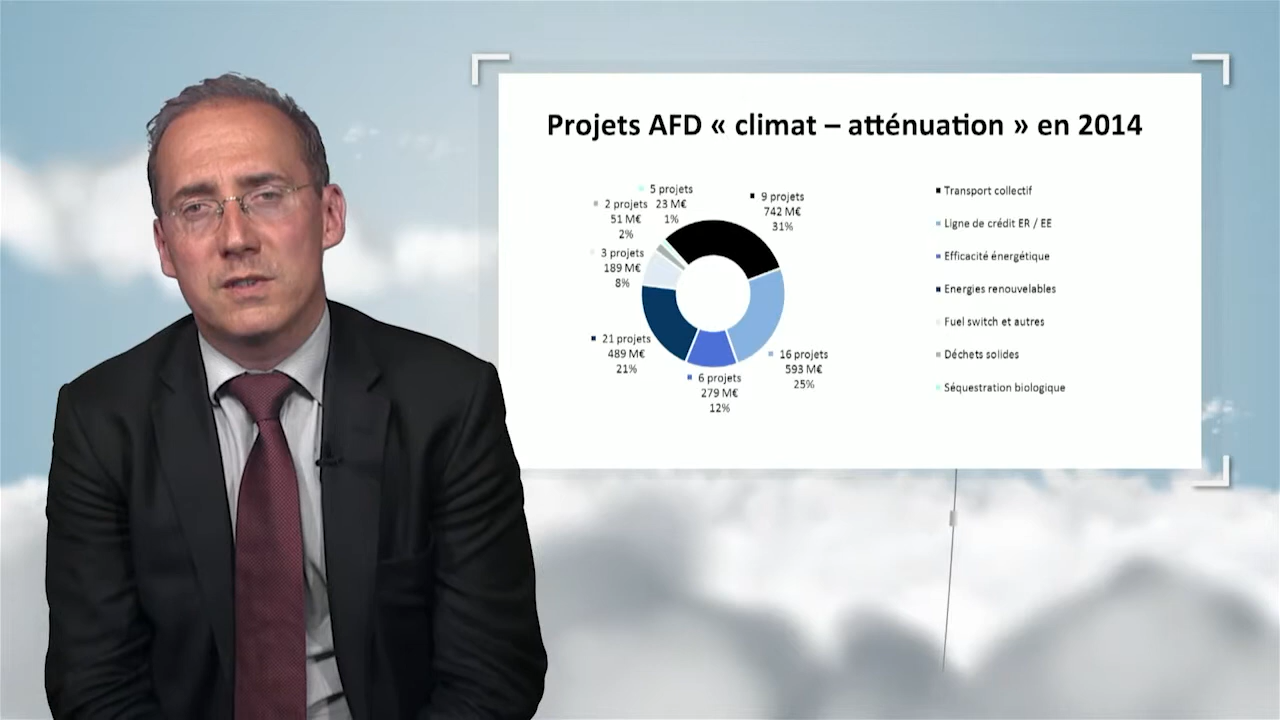 Projets AFD « climat – atténuation » en 2014
5 projets
23 M€
1%
2 projets
51 M€
2%
3 projets
189 M€
8%
21 projets
489 M€
21%
6 projets
279 M€
12%
16 projets
593 M€
25%
9 projets
742 M€
31%
Transport collectif
Ligne de crédit ER / EE
Efficacité énergétique
Energies renouvelables
Fuel switch et autres
Déchets solides
Séquestration biologique